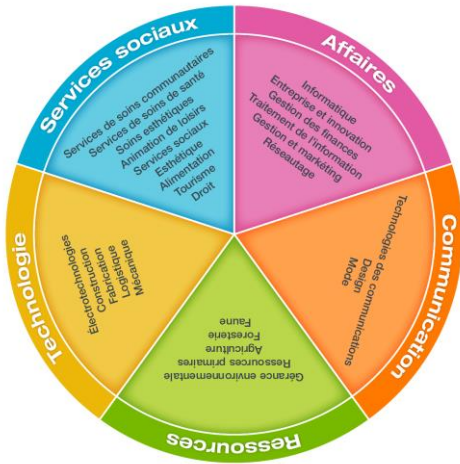 Affaires
Informatique
Entreprise et innovation
Gestion des finances
Traitement de l'information
Gestion et markéting
Réseautage
Communication
Technologies des communications
Design
Mode
Ressources
Gérance environnementale
Ressources primaires
Agriculture
Foresterie
Faune
Technologie
Électrotechnologies
Construction
Fabrication
Logistique
Mécanique
Services sociaux
Services de soins communautaires
Services de soins de santé
Soins esthétiques
Animation de loisirs
Services sociaux
Esthétique
Alimentation
Tourisme
Droit